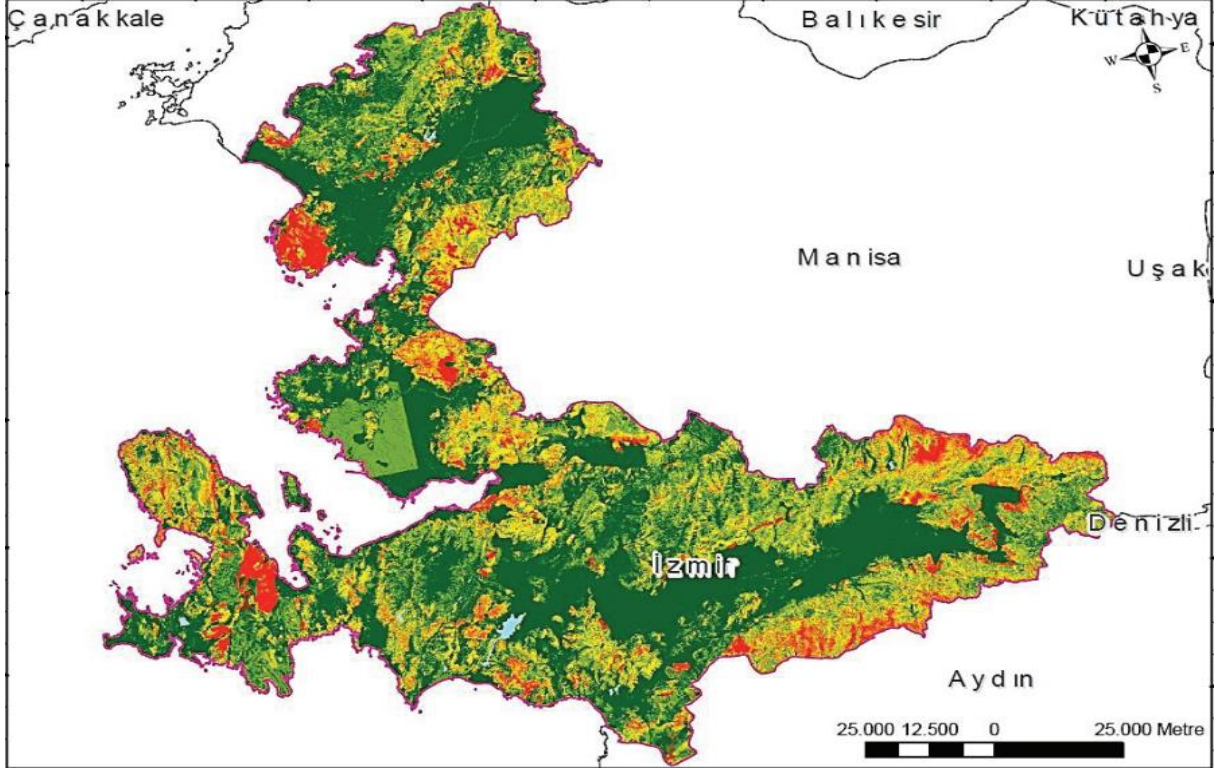 Çanakkale
Balıkesir
Kütahya
W E
S
Manisa
Uşak
Denizli
İzmir
Aydın
25.000 12.500 0 25.000 Metre